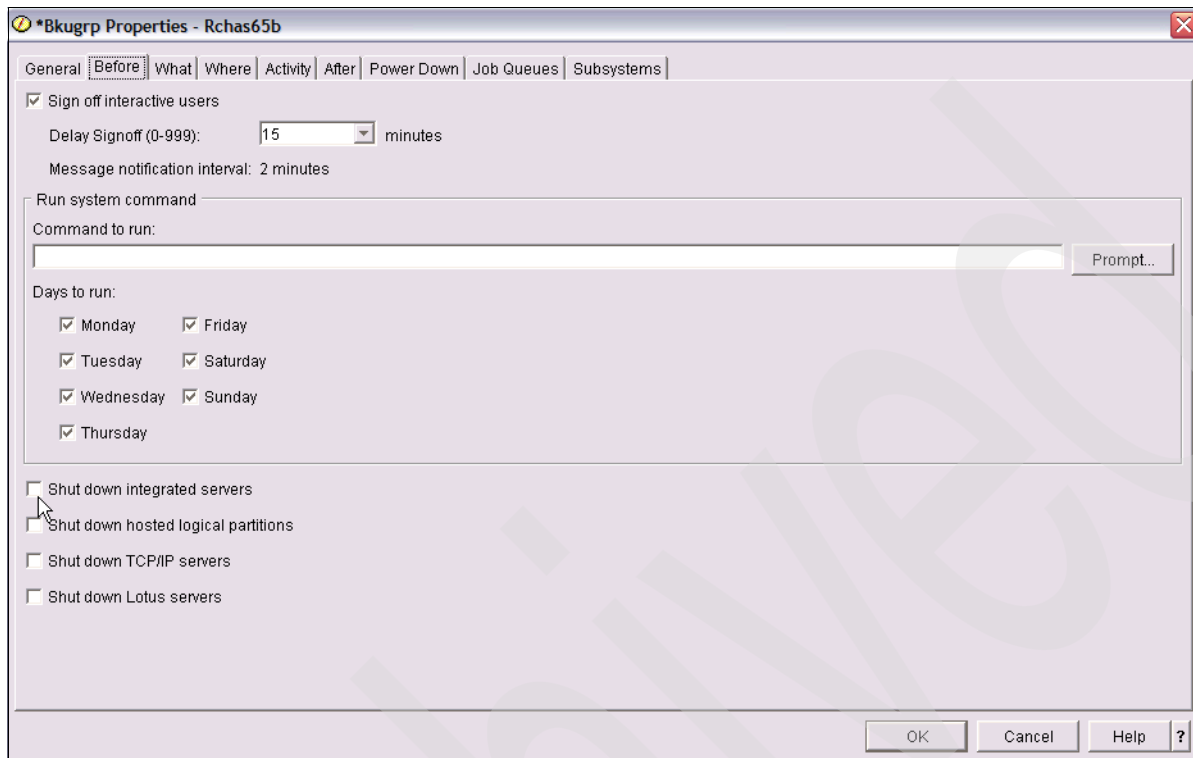 *Bkugrp Properties - Rchas65b
General Before What Where Activity After Power Down Job Queues Subsystems
Sign off interactive users
Delay Signoff (0-999): 15 minutes
Message notification interval: 2 minutes
Run system command
Command to run:
Prompt...
Days to run:
Monday Friday
Tuesday Saturday
Wednesday Sunday
Thursday
Shut down integrated servers
Shut down hosted logical partitions
Shut down TCP/IP servers
Shut down Lotus servers
OK Cancel Help ?